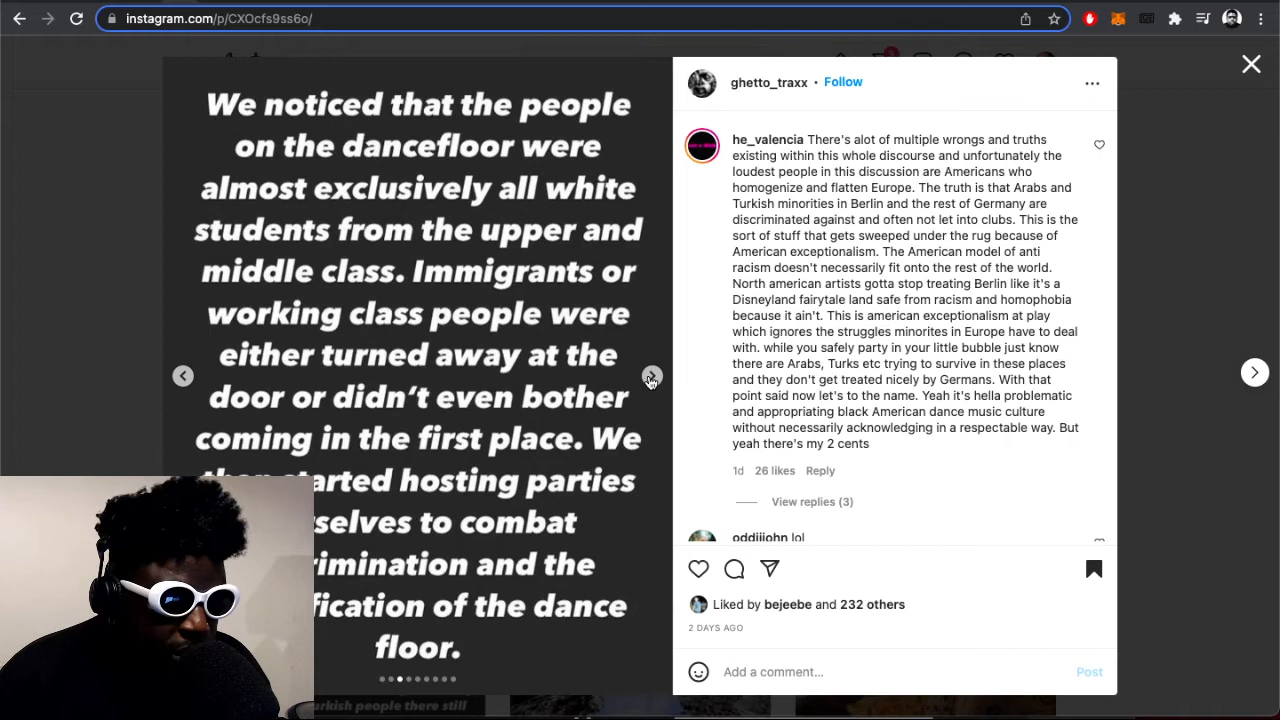 instagram.com/p/CXOcfs9ss6o/
We noticed that the people
on the dancefloor were
almost exclusively all white
students from the upper and
middle class. Immigrants or
working class people were
either turned away at the
door or didn't even bother
coming in the first place. We
started hosting parties
to combat
and the
of the dance
floor.
ghetto_traxx • Follow
he_valencia There's alot of multiple wrongs and truths
existing within this whole discourse and unfortunately the
loudest people in this discussion are Americans who
homogenize and flatten Europe. The truth is that Arabs and
Turkish minorities in Berlin and the rest of Germany are
discriminated against and often not let into clubs. This is the
sort of stuff that gets sweeped under the rug because of
American exceptionalism. The American model of anti
racism doesn't necessarily fit onto the rest of the world.
North american artists gotta stop treating Berlin like it's a
Disneyland fairytale land safe from racism and homophobia
because it ain't. This is american exceptionalism at play
which ignores the struggles minorites in Europe have to deal
with. while you safely party in your little bubble just know
there are Arabs, Turks etc trying to survive in these places
and they don't get treated nicely by Germans. With that
point said now let's to the name. Yeah it's hella problematic
and appropriating black American dance music culture
without necessarily acknowledging in a respectable way. But
yeah there's my 2 cents
1d 26 likes Reply
View replies (3)
oddijjohn lol
Liked by bejeebe and 232 others
2 DAYS AGO
Add a comment... Post
urkish people there still